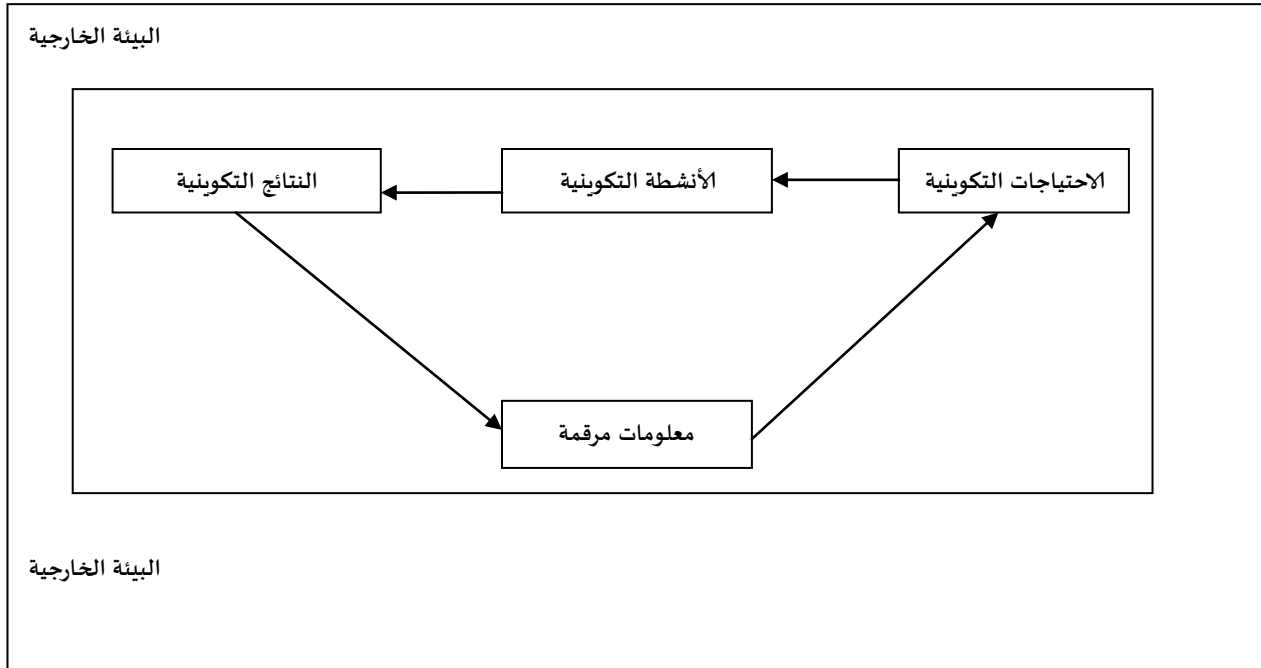 البيئة الخارجية
الاحتياجات التكوينية
الأنشطة التكوينية
النتائج التكوينية
معلومات مرقمة
البيئة الخارجية